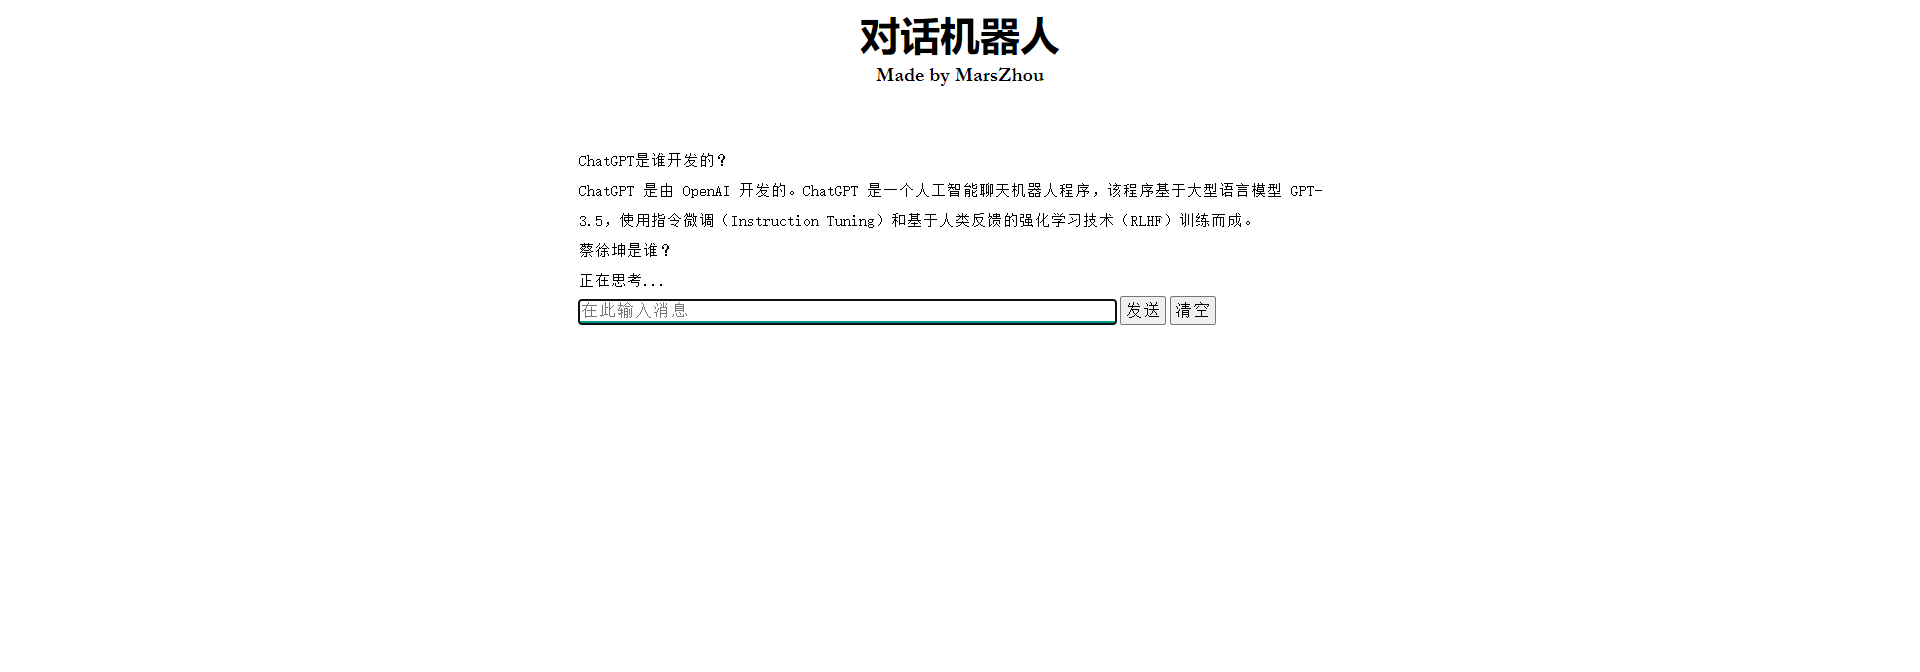 对话机器人
Made by MarsZhou
ChatGPT是谁开发的？
ChatGPT 是由 OpenAI 开发的。ChatGPT 是一个人工智能聊天机器人程序，该程序基于大型语言模型 GPT-
3.5，使用指令微调（Instruction Tuning）和基于人类反馈的强化学习技术（RLHF）训练而成。
蔡徐坤是谁？
正在思考...
在此输入消息 发送 清空